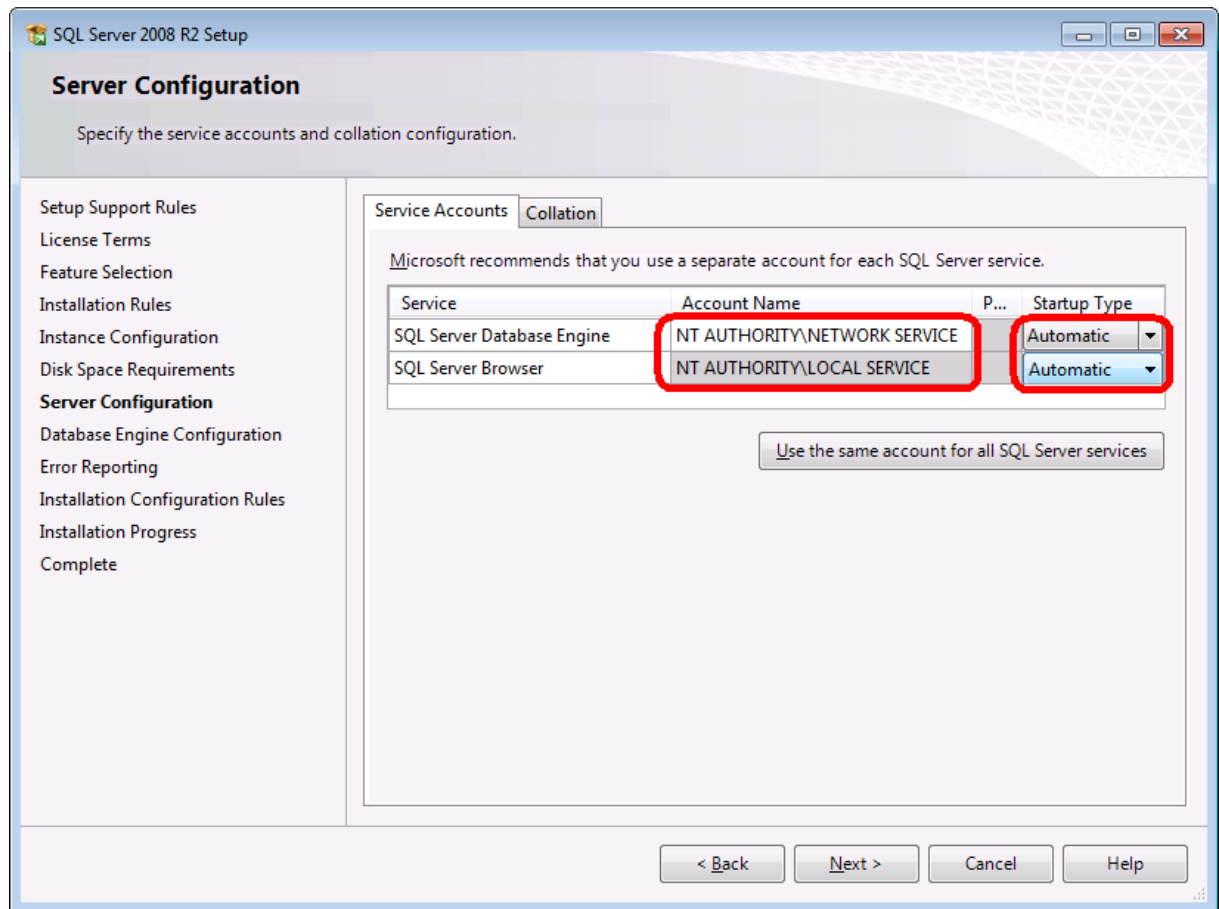 SQL Server 2008 R2 Setup
Server Configuration
Specify the service accounts and collation configuration.
Setup Support Rules
License Terms
Feature Selection
Installation Rules
Instance Configuration
Disk Space Requirements
Server Configuration
Database Engine Configuration
Error Reporting
Installation Configuration Rules
Installation Progress
Complete
Service Accounts Collation
Microsoft recommends that you use a separate account for each SQL Server service.
Service Account Name P... Startup Type
SQL Server Database Engine NT AUTHORITY\NETWORK SERVICE Automatic
SQL Server Browser NT AUTHORITY\LOCAL SERVICE Automatic
Use the same account for all SQL Server services
< Back Next > Cancel Help